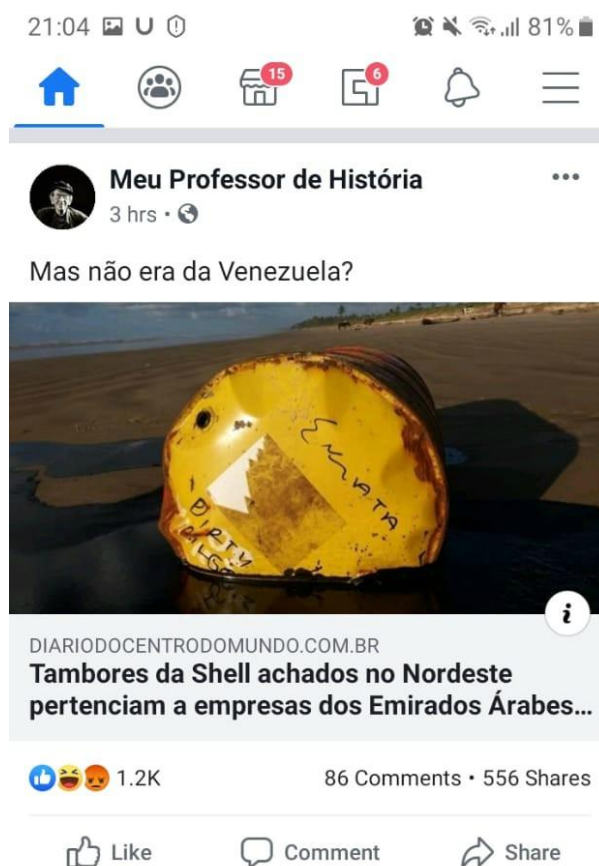 21:04 81%
15 6
Meu Professor de História
3 hrs
Mas não era da Venezuela?
DIRTY
DIARIODOCENTRODOMUNDO.COM.BR
Tambores da Shell achados no Nordeste
pertenciam a empresas dos Emirados Árabes...
1.2K 86 Comments • 556 Shares
Like Comment Share